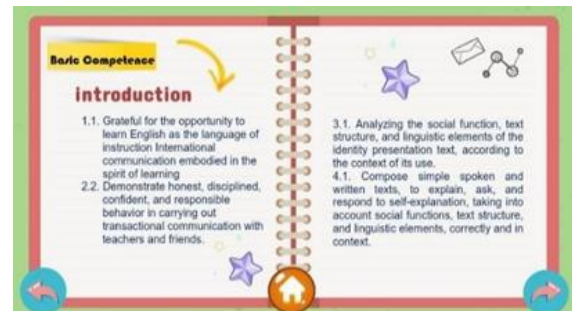 Basic Competence
introduction
1.1. Grateful for the opportunity to
learn English as the language of
instruction International
communication embodied in the
spirit of learning
2.2. Demonstrate honest, disciplined,
confident, and responsible
behavior in carrying out
transactional communication with
teachers and friends.
3.1. Analyzing the social function, text
structure, and linguistic elements of the
identity presentation text, according to
the context of its use.
4.1. Compose simple spoken and
written texts, to explain, ask, and
respond to self-explanation, taking into
account social functions, text structure,
and linguistic elements, correctly and in
context.